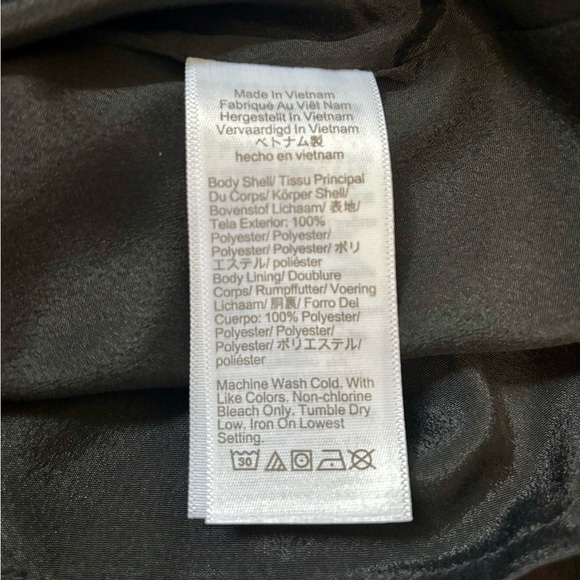 Made In Vietnam
Fabriqué Au Viêt Nam
Hergestellt In Vietnam
Vervaardigd In Vietnam
ベトナム製
hecho en vietnam
Body Shell/ Tissu Principal
Du Corps/ Körper Shell/
Bovenstof Lichaam/ 表地/
Tela Exterior: 100%
Polyester/ Polyester/
Polyester/ Polyester/ ポリ
エステル/ poliéster
Body Lining/ Doublure
Corps/ Rumpffutter/ Voering
Lichaam/ 胴裏/ Forro Del
Cuerpo: 100% Polyester/
Polyester/ Polyester/
Polyester/ ポリエステル/
poliéster
Machine Wash Cold. With
Like Colors. Non-chlorine
Bleach Only. Tumble Dry
Low. Iron On Lowest
Setting.
30